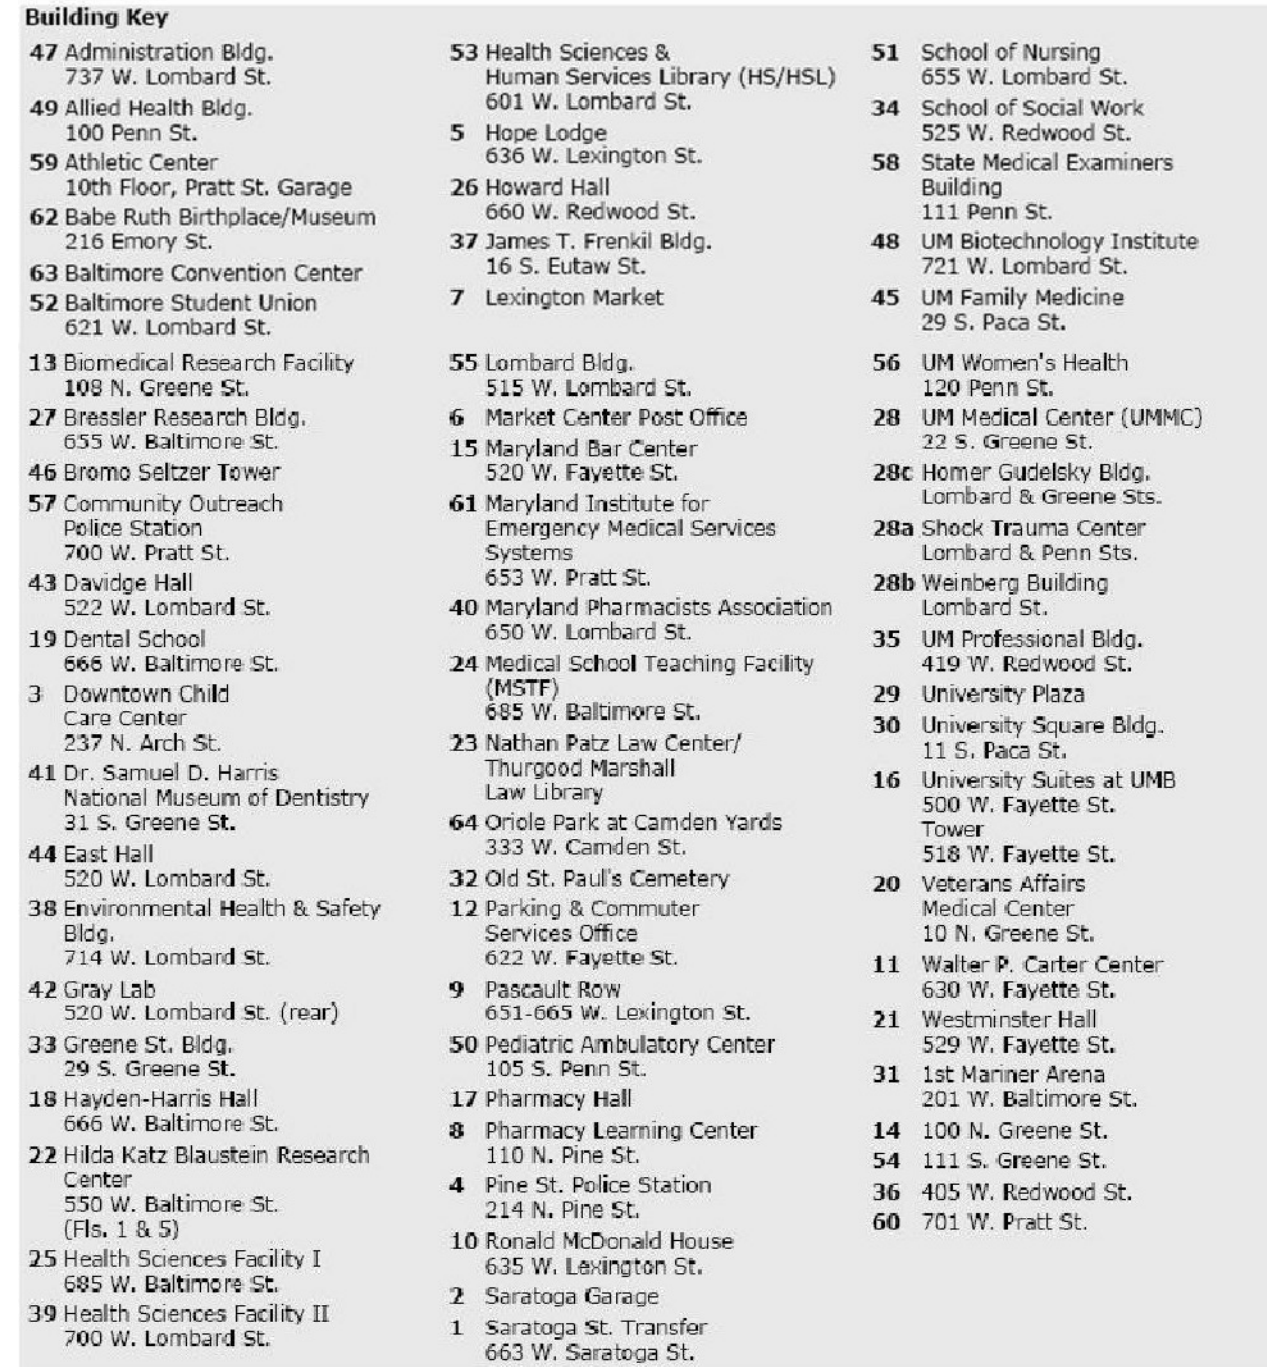 Building Key
47 Administration Bldg.
737 W. Lombard St.
49 Allied Health Bldg.
100 Penn St.
59 Athletic Center
10th Floor, Pratt St. Garage
62 Babe Ruth Birthplace/Museum
216 Emory St.
63 Baltimore Convention Center
52 Baltimore Student Union
621 W. Lombard St.
13 Biomedical Research Facility
108 N. Greene St.
27 Bressler Research Bldg.
655 W. Baltimore St.
46 Bromo Seltzer Tower
57 Community Outreach
Police Station
700 W. Pratt St.
43 Davidge Hall
522 W. Lombard St.
19 Dental School
666 W. Baltimore St.
3 Downtown Child
Care Center
237 N. Arch St.
41 Dr. Samuel D. Harris
National Museum of Dentistry
31 S. Greene St.
44 East Hall
520 W. Lombard St.
38 Environmental Health & Safety
Bldg.
714 W. Lombard St.
42 Gray Lab
520 W. Lombard St. (rear)
33 Greene St. Bldg.
29 S. Greene St.
18 Hayden-Harris Hall
666 W. Baltimore St.
22 Hilda Katz Blaustein Research
Center
550 W. Baltimore St.
(Fls. 1 & 5)
25 Health Sciences Facility I
685 W. Baltimore St.
39 Health Sciences Facility II
700 W. Lombard St.
53 Health Sciences &
Human Services Library (HS/HSL)
601 W. Lombard St.
5 Hope Lodge
636 W. Lexington St.
26 Howard Hall
660 W. Redwood St.
37 James T. Frenkil Bldg.
16 S. Eutaw St.
7 Lexington Market
55 Lombard Bldg.
515 W. Lombard St.
6 Market Center Post Office
15 Maryland Bar Center
520 W. Fayette St.
61 Maryland Institute for
Emergency Medical Services
Systems
653 W. Pratt St.
40 Maryland Pharmacists Association
650 W. Lombard St.
24 Medical School Teaching Facility
(MSTF)
685 W. Baltimore St.
23 Nathan Patz Law Center/
Thurgood Marshall
Law Library
64 Oriole Park at Camden Yards
333 W. Camden St.
32 Old St. Paul's Cemetery
12 Parking & Commuter
Services Office
622 W. Fayette St.
9 Pascault Row
651-665 W. Lexington St.
50 Pediatric Ambulatory Center
105 S. Penn St.
17 Pharmacy Hall
8 Pharmacy Learning Center
110 N. Pine St.
4 Pine St. Police Station
214 N. Pine St.
10 Ronald McDonald House
635 W. Lexington St.
2 Saratoga Garage
1 Saratoga St. Transfer
663 W. Saratoga St.
51 School of Nursing
655 W. Lombard St.
34 School of Social Work
525 W. Redwood St.
58 State Medical Examiners
Building
111 Penn St.
48 UM Biotechnology Institute
721 W. Lombard St.
45 UM Family Medicine
29 S. Paca St.
56 UM Women's Health
120 Penn St.
28 UM Medical Center (UMMC)
22 S. Greene St.
28c Homer Gudelsky Bldg.
Lombard & Greene Sts.
28a Shock Trauma Center
Lombard & Penn Sts.
28b Weinberg Building
Lombard St.
35 UM Professional Bldg.
419 W. Redwood St.
29 University Plaza
30 University Square Bldg.
11 S. Paca St.
16 University Suites at UMB
500 W. Fayette St.
Tower
518 W. Fayette St.
20 Veterans Affairs
Medical Center
10 N. Greene St.
11 Walter P. Carter Center
630 W. Fayette St.
21 Westminster Hall
529 W. Fayette St.
31 1st Mariner Arena
201 W. Baltimore St.
14 100 N. Greene St.
54 111 S. Greene St.
36 405 W. Redwood St.
60 701 W. Pratt St.